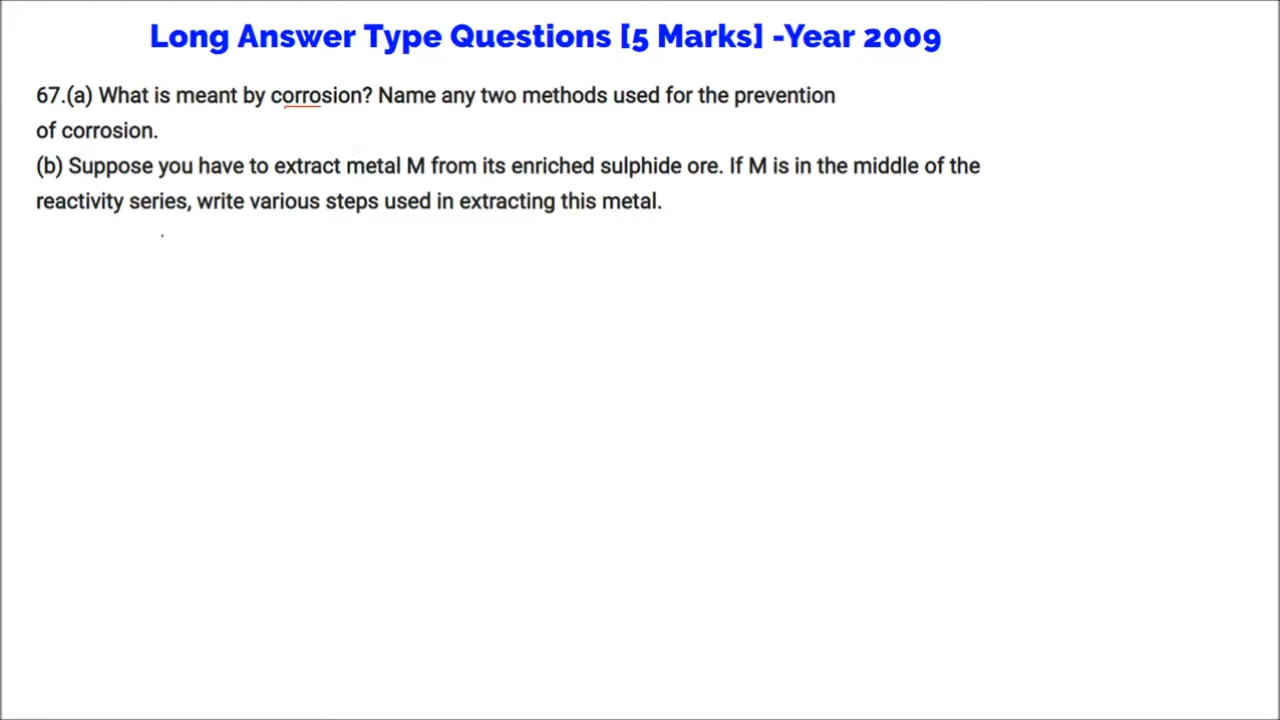 Long Answer Type Questions [5 Marks] -Year 2009
67.(a) What is meant by corrosion? Name any two methods used for the prevention
of corrosion.
(b) Suppose you have to extract metal M from its enriched sulphide ore. If M is in the middle of the
reactivity series, write various steps used in extracting this metal.